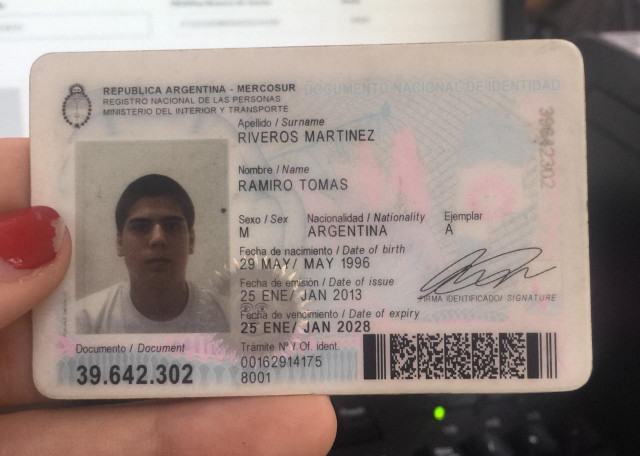 REPUBLICA ARGENTINA - MERCOSUR
DOCUMENTO NACIONAL DE IDENTIDAD
REGISTRO NACIONAL DE LAS PERSONAS
MINISTERIO DEL INTERIOR Y TRANSPORTE
Apellido / Surname
RIVEROS MARTINEZ
Nombre / Name
RAMIRO TOMAS
Sexo / Sex Nacionalidad / Nationality Ejemplar
M ARGENTINA A
Fecha de nacimiento / Date of birth
29 MAY/ MAY 1996
Fecha de emisión / Date of issue
25 ENE/ JAN 2013
FIRMA IDENTIFICADO/ SIGNATURE
Fecha de vencimiento / Date of expiry
25 ENE/ JAN 2028
Documento / Document
39.642.302
Trámite Nº / Of. ident.
00162914175
8001
39642302